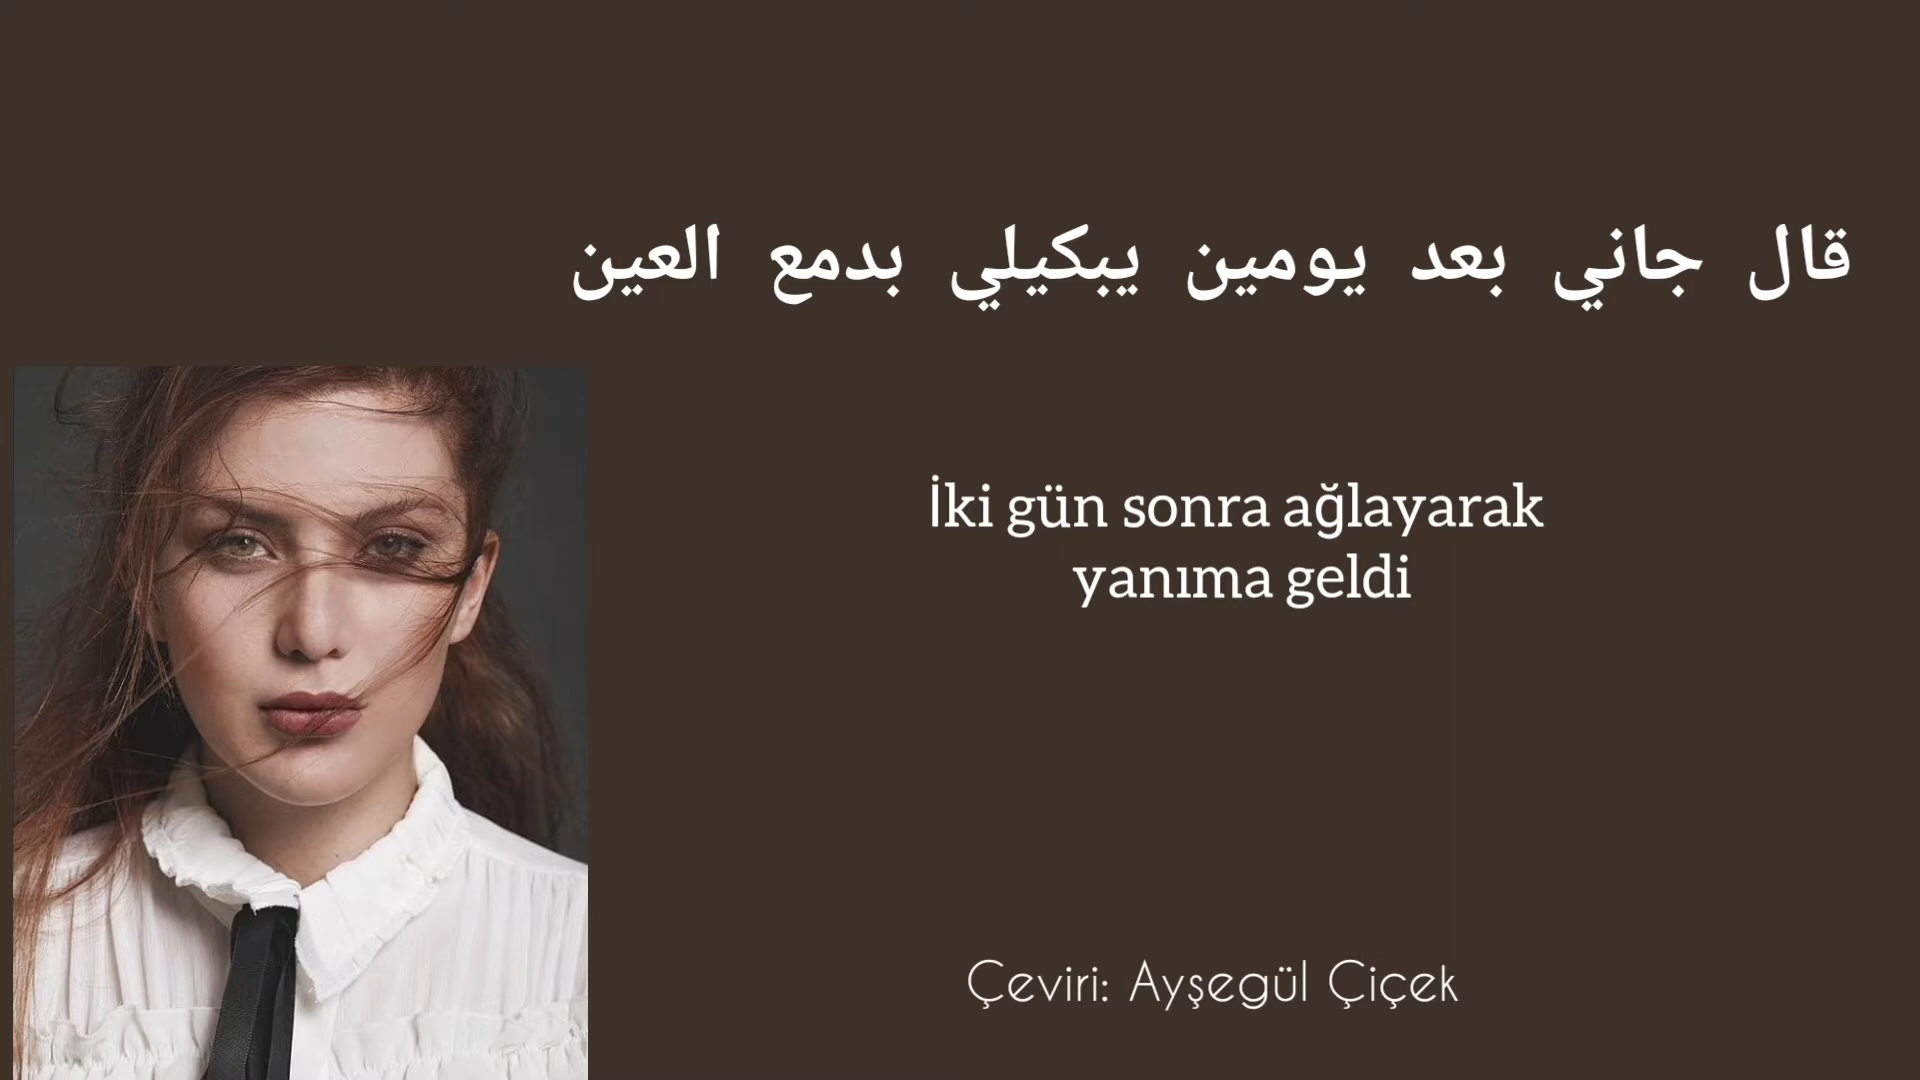 قال جاني بعد يومين يبكيلي بدمع العين
İki gün sonra ağlayarak
yanıma geldi
Çeviri: Ayşegül Çiçek